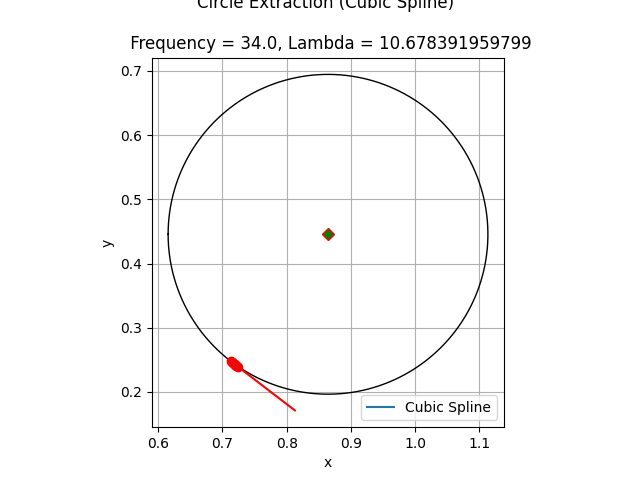 Circle Extraction (Cubic Spline)
Frequency = 34.0, Lambda = 10.678391959799
0.7
0.6
0.5
0.4
0.3
0.2
y
Cubic Spline
0.6 0.7 0.8 0.9 1.0 1.1
x